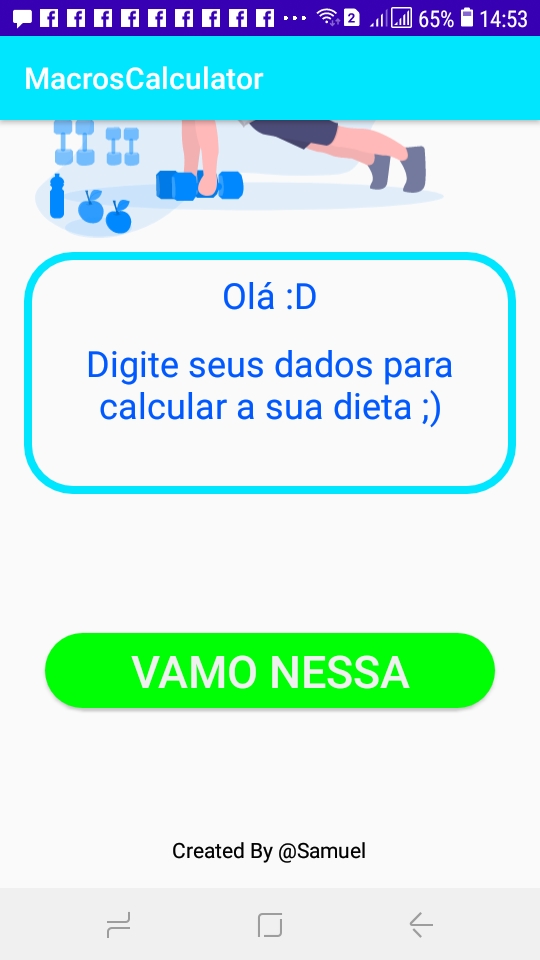 2 65% 14:53
MacrosCalculator
Olá :D
Digite seus dados para
calcular a sua dieta ;)
VAMO NESSA
Created By @Samuel